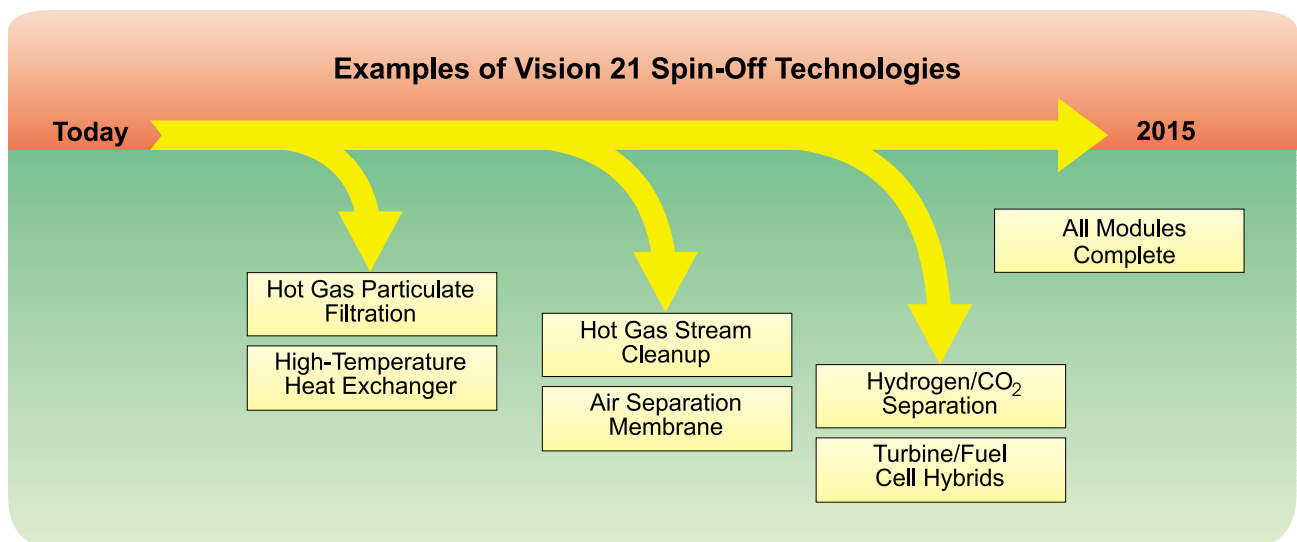 Examples of Vision 21 Spin-Off Technologies
Today
2015
Hot Gas Particulate
Filtration
High-Temperature
Heat Exchanger
Hot Gas Stream
Cleanup
Air Separation
Membrane
Hydrogen/CO₂
Separation
Turbine/Fuel
Cell Hybrids
All Modules
Complete